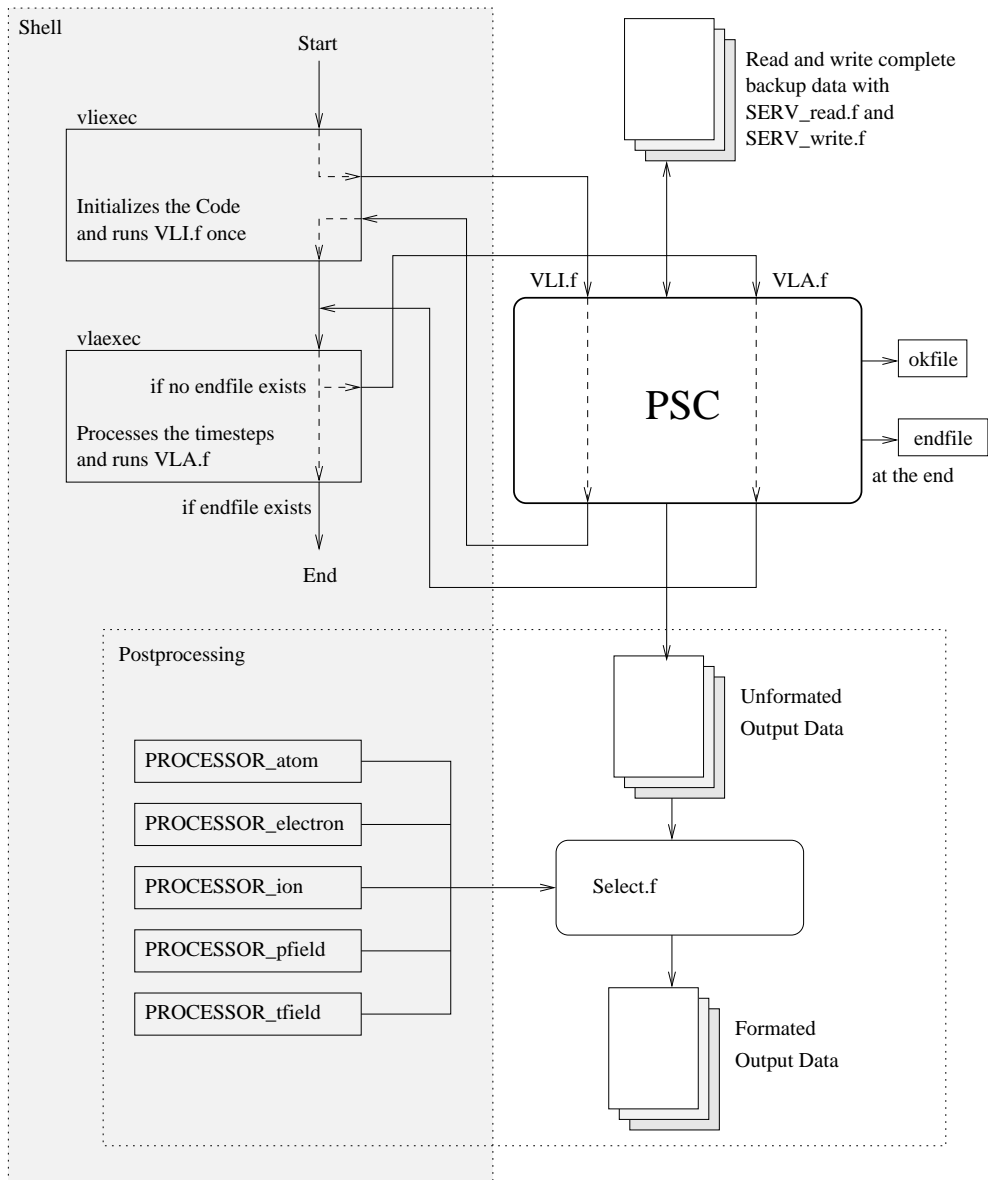 Shell
Start
Read and write complete
backup data with
SERV_read.f and
SERV_write.f
vliexec
Initializes the Code
and runs VLI.f once
VLI.f
VLA.f
vlaexec
if no endfile exists
Processes the timesteps
and runs VLA.f
PSC
okfile
endfile
at the end
if endfile exists
End
Postprocessing
Unformated
Output Data
PROCESSOR_atom
PROCESSOR_electron
PROCESSOR_ion
PROCESSOR_pfield
PROCESSOR_tfield
Select.f
Formated
Output Data